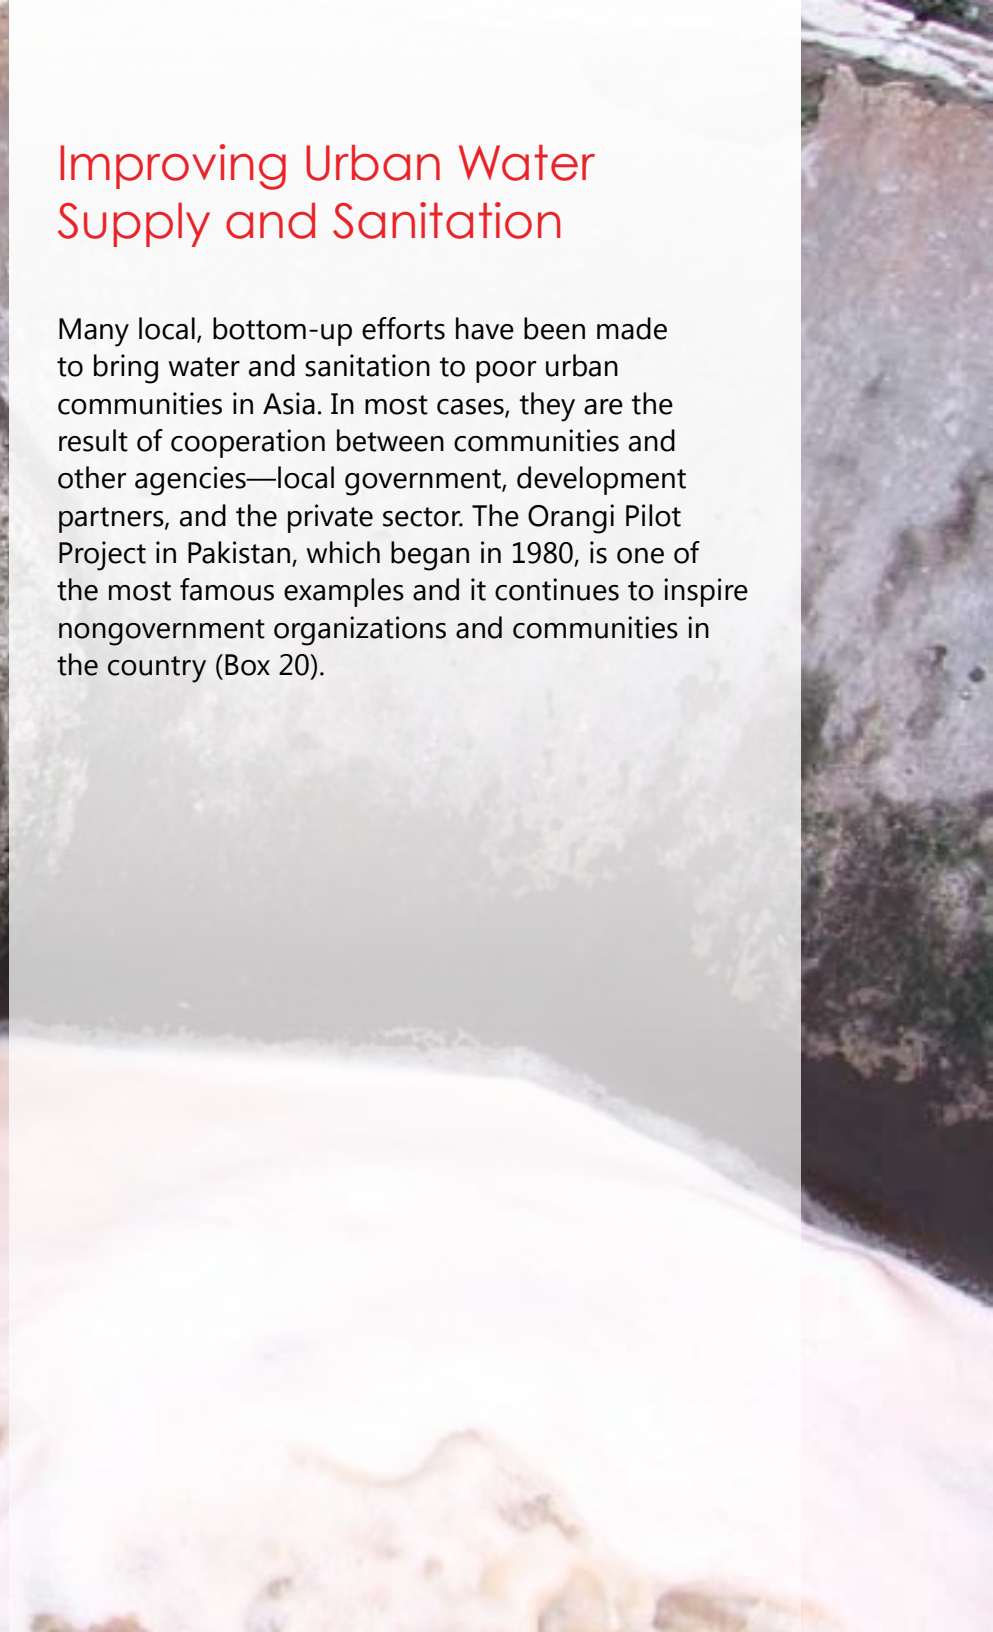 Improving Urban Water
Supply and Sanitation
Many local, bottom-up efforts have been made
to bring water and sanitation to poor urban
communities in Asia. In most cases, they are the
result of cooperation between communities and
other agencies—local government, development
partners, and the private sector. The Orangi Pilot
Project in Pakistan, which began in 1980, is one of
the most famous examples and it continues to inspire
nongovernment organizations and communities in
the country (Box 20).